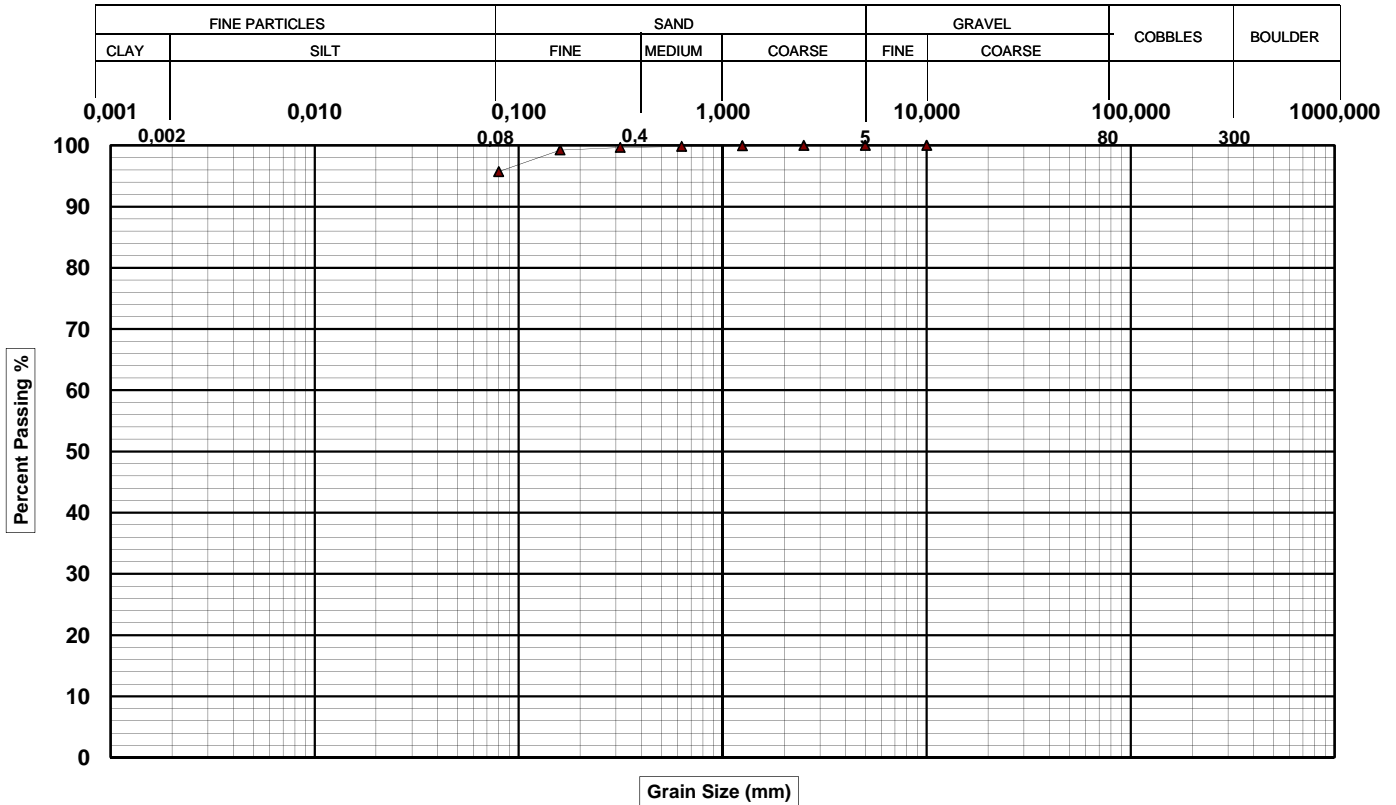 FINE PARTICLES SAND GRAVEL COBBLES BOULDER
CLAY SILT FINE MEDIUM COARSE FINE COARSE
0,001 0,010 0,100 1,000 10,000 100,000 1000,000
0,002 0,08 0,4 5 80 300
100
90
80
70
60
50
40
30
20
10
0
Percent Passing %
Grain Size (mm)